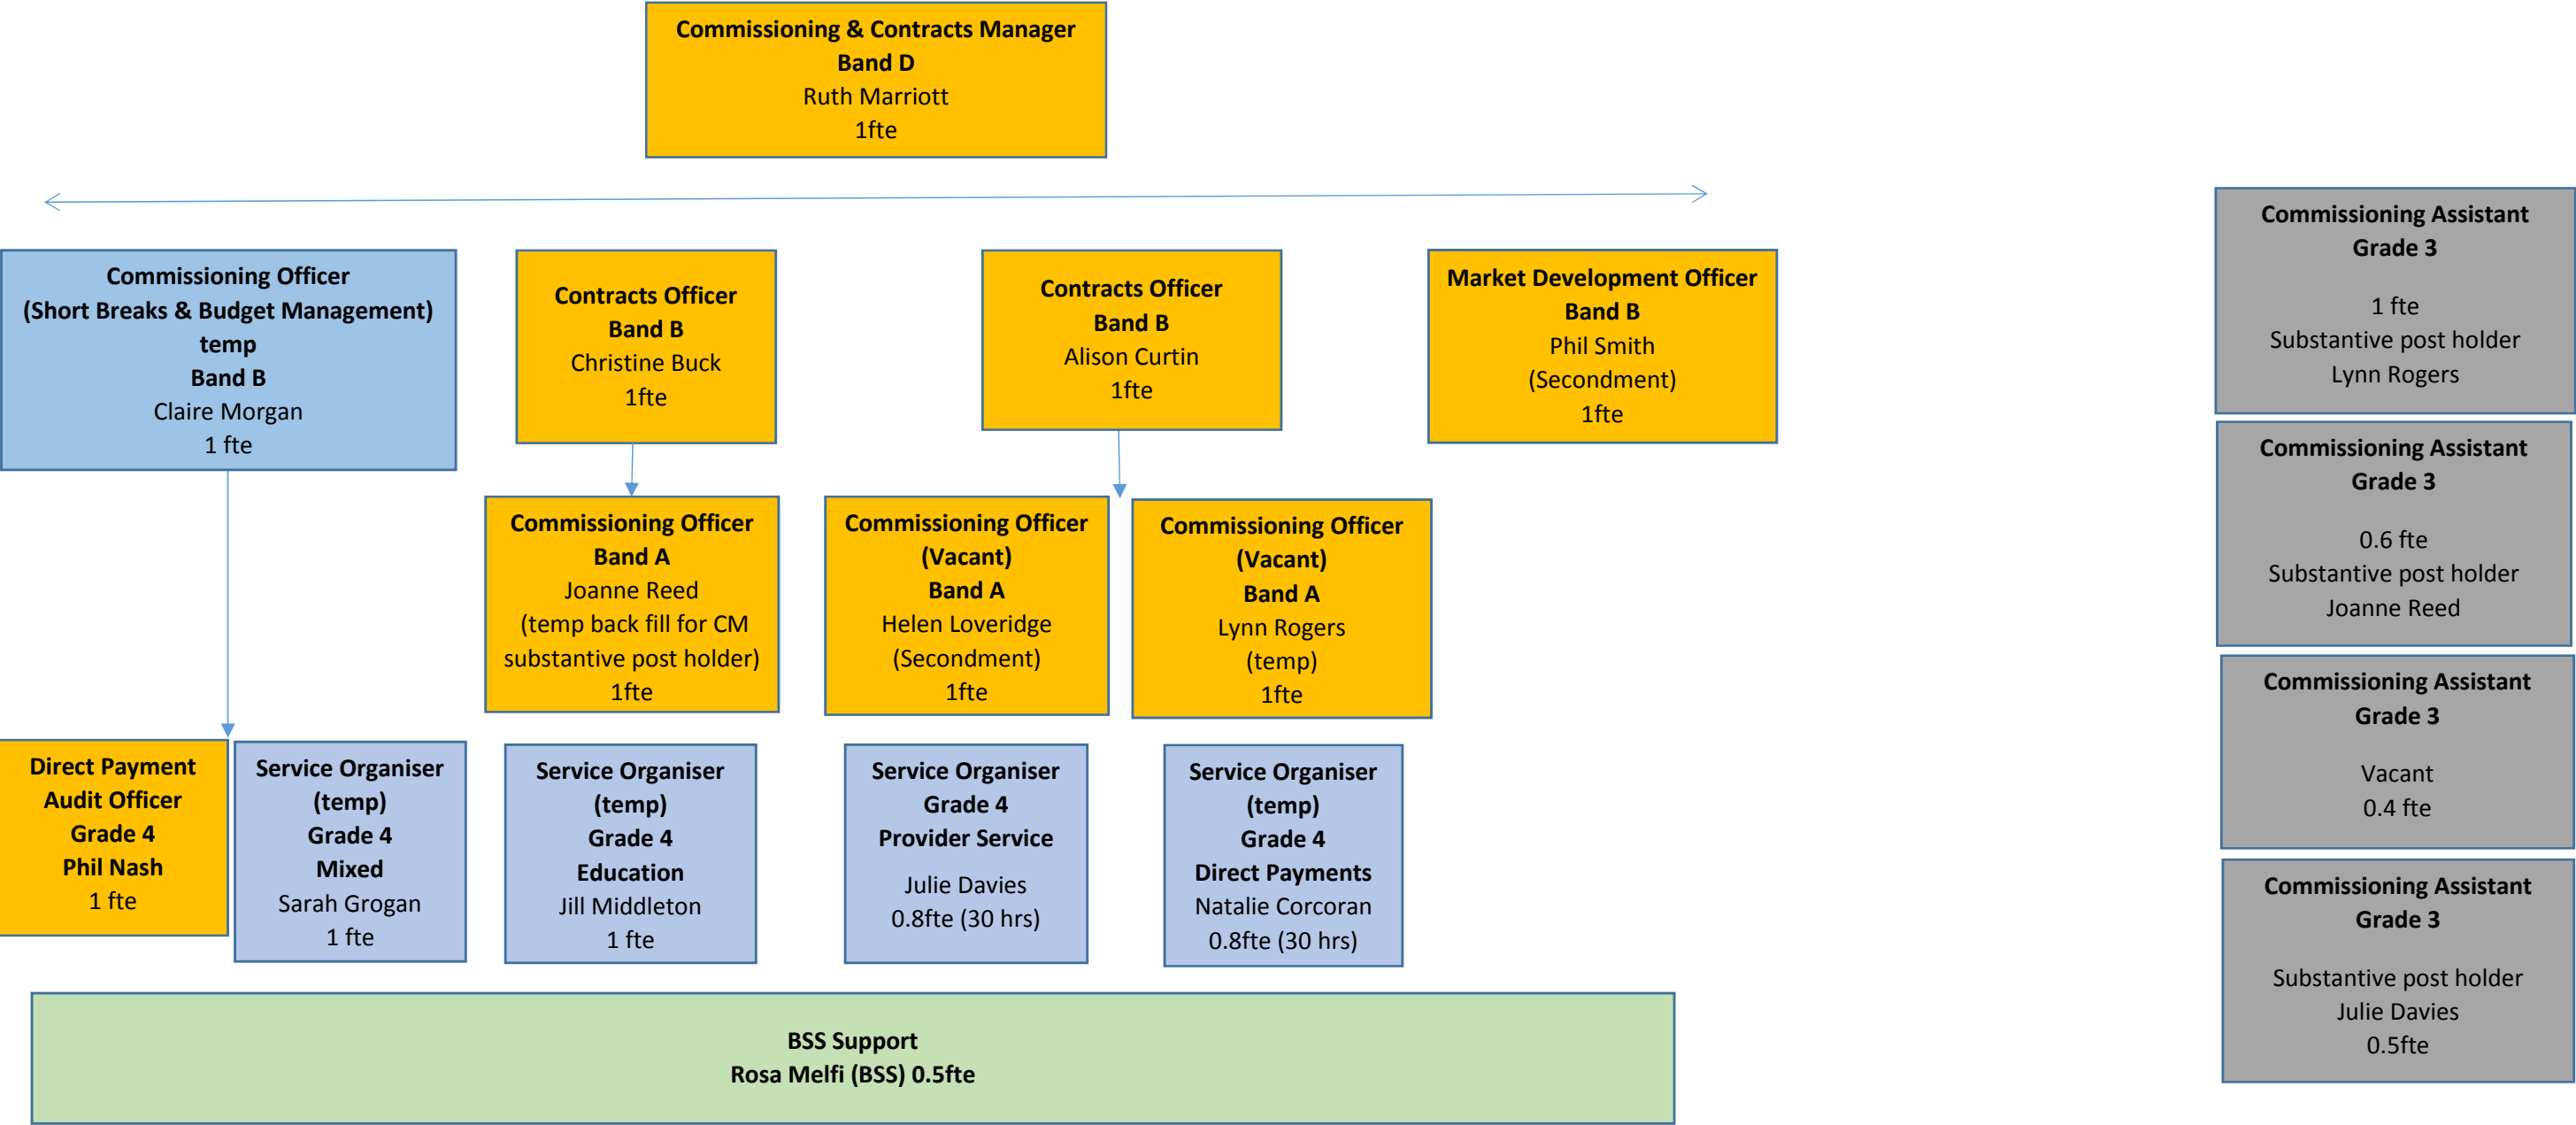 Commissioning & Contracts Manager
Band D
Ruth Marriott
1fte
Commissioning Officer
(Short Breaks & Budget Management)
temp
Band B
Claire Morgan
1 fte
Contracts Officer
Band B
Christine Buck
1fte
Contracts Officer
Band B
Alison Curtin
1fte
Market Development Officer
Band B
Phil Smith
(Secondment)
1fte
Commissioning Officer
Band A
Joanne Reed
(temp back fill for CM
substantive post holder)
1fte
Commissioning Officer
(Vacant)
Band A
Helen Loveridge
(Secondment)
1fte
Commissioning Officer
(Vacant)
Band A
Lynn Rogers
(temp)
1fte
Direct Payment
Audit Officer
Grade 4
Phil Nash
1 fte
Service Organiser
(temp)
Grade 4
Mixed
Sarah Grogan
1 fte
Service Organiser
(temp)
Grade 4
Education
Jill Middleton
1 fte
Service Organiser
Grade 4
Provider Service
Julie Davies
0.8fte (30 hrs)
Service Organiser
(temp)
Grade 4
Direct Payments
Natalie Corcoran
0.8fte (30 hrs)
BSS Support
Rosa Melfi (BSS) 0.5fte
Commissioning Assistant
Grade 3
1 fte
Substantive post holder
Lynn Rogers
Commissioning Assistant
Grade 3
0.6 fte
Substantive post holder
Joanne Reed
Commissioning Assistant
Grade 3
Vacant
0.4 fte
Commissioning Assistant
Grade 3
Substantive post holder
Julie Davies
0.5fte